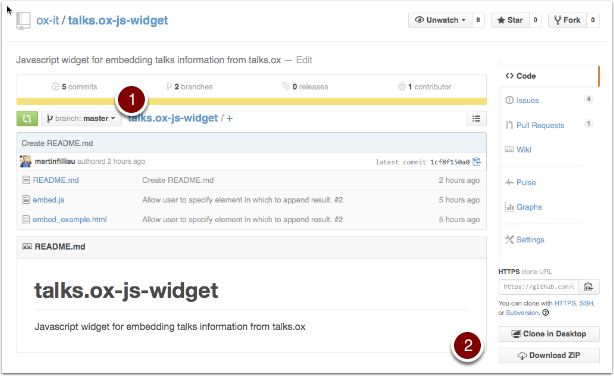 ox-it / talks.ox-js-widget
Unwatch 8 Star 0 Fork 0
Javascript widget for embedding talks information from talks.ox — Edit
5 commits 2 branches 0 releases 1 contributor
1
branch: master talks.ox-js-widget / +
Create README.md
martinfilliau authored 2 hours ago latest commit 1cf8f150a0
README.md Create README.md 2 hours ago
embed.js Allow user to specify element in which to append result. #2 5 hours ago
embed_example.html Allow user to specify element in which to append result. #2 5 hours ago
README.md
talks.ox-js-widget
Javascript widget for embedding talks information from talks.ox
2
Code
Issues 4
Pull Requests 1
Wiki
Pulse
Graphs
Settings
HTTPS clone URL
https://github.com/
You can clone with HTTPS, SSH,
or Subversion.
Clone in Desktop
Download ZIP